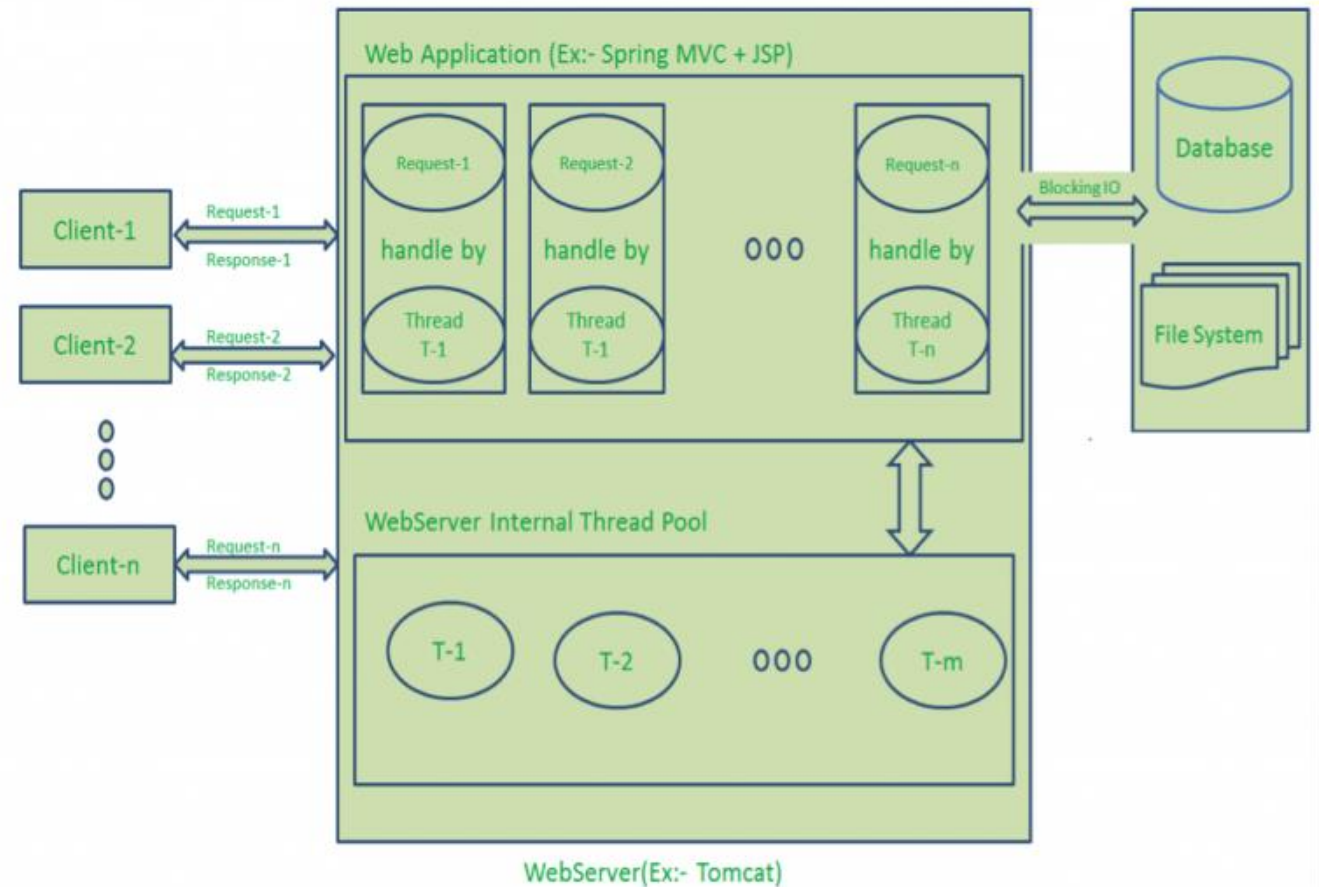 Web Application (Ex:- Spring MVC + JSP)
Request-1
handle by
Thread
T-1
Request-2
handle by
Thread
T-1
Request-n
handle by
Thread
T-n
Client-1
Request-1
Response-1
Client-2
Request-2
Response-2
Client-n
Request-n
Response-n
Blocking IO
Database
File System
WebServer Internal Thread Pool
T-1
T-2
T-m
WebServer(Ex:- Tomcat)